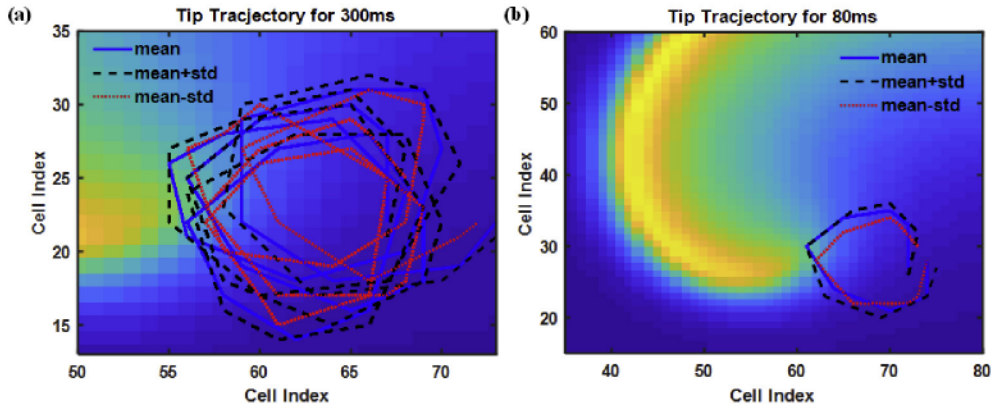 (a)
Tip Tracjectory for 300ms
35
30
25
20
15
Cell Index
mean
mean+std
mean-std
50 55 60 65 70
Cell Index
(b)
Tip Tracjectory for 80ms
60
50
40
30
20
Cell Index
mean
mean+std
mean-std
40 50 60 70 80
Cell Index